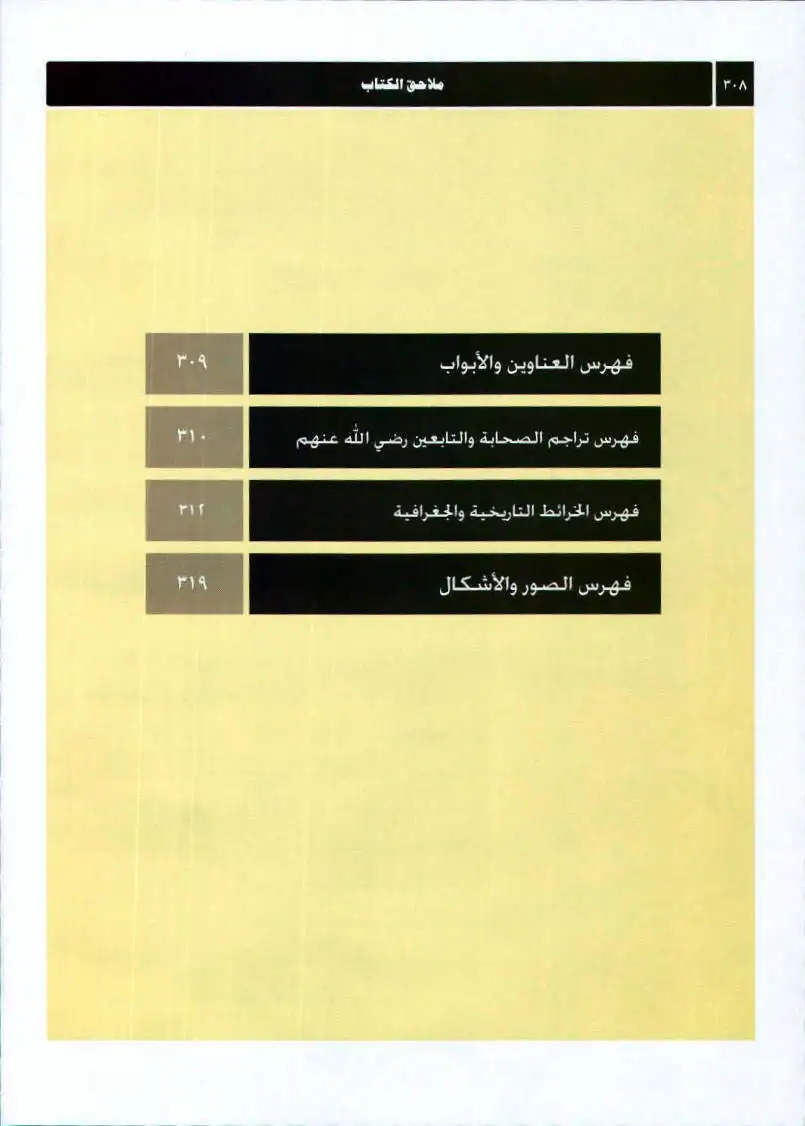 ٣٠٨
ملاحق الكتاب
فهرس العناوين والأبواب ٣٠٩
فهرس تراجم الصحابة والتابعين رضي الله عنهم ٣١٠
فهرس الخرائط التاريخية والجغرافية ٣١٢
فهرس الصور والأشكال ٣١٩